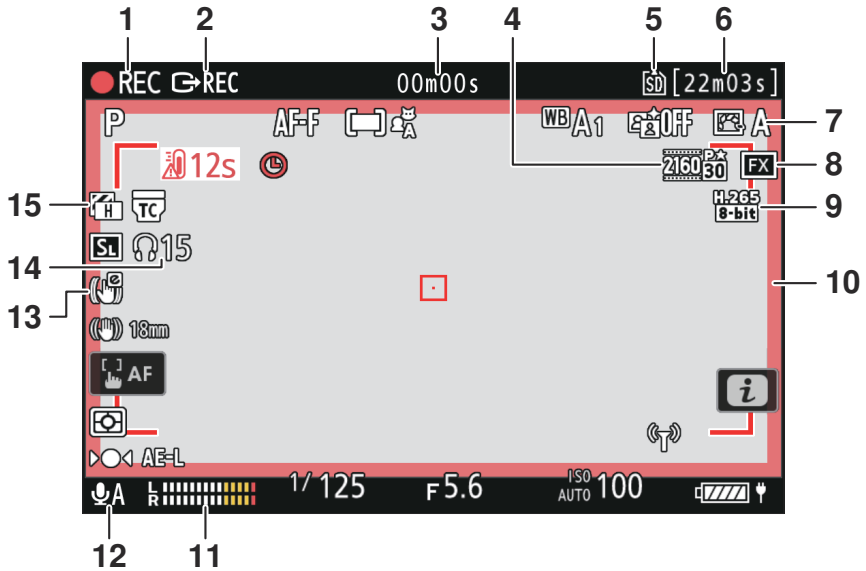 1 2 3 4 5 6
REC REC 00m00s SD [22m03s]
P AF-F A WB A1 OFF A 7
12s 2160 P★ 30 FX 8
15 H TC H.265 8-bit 9
SL 15
14
13 e 10
18mm
AF i
AE-L
A L R 1/125 F5.6 ISO AUTO 100
12 11